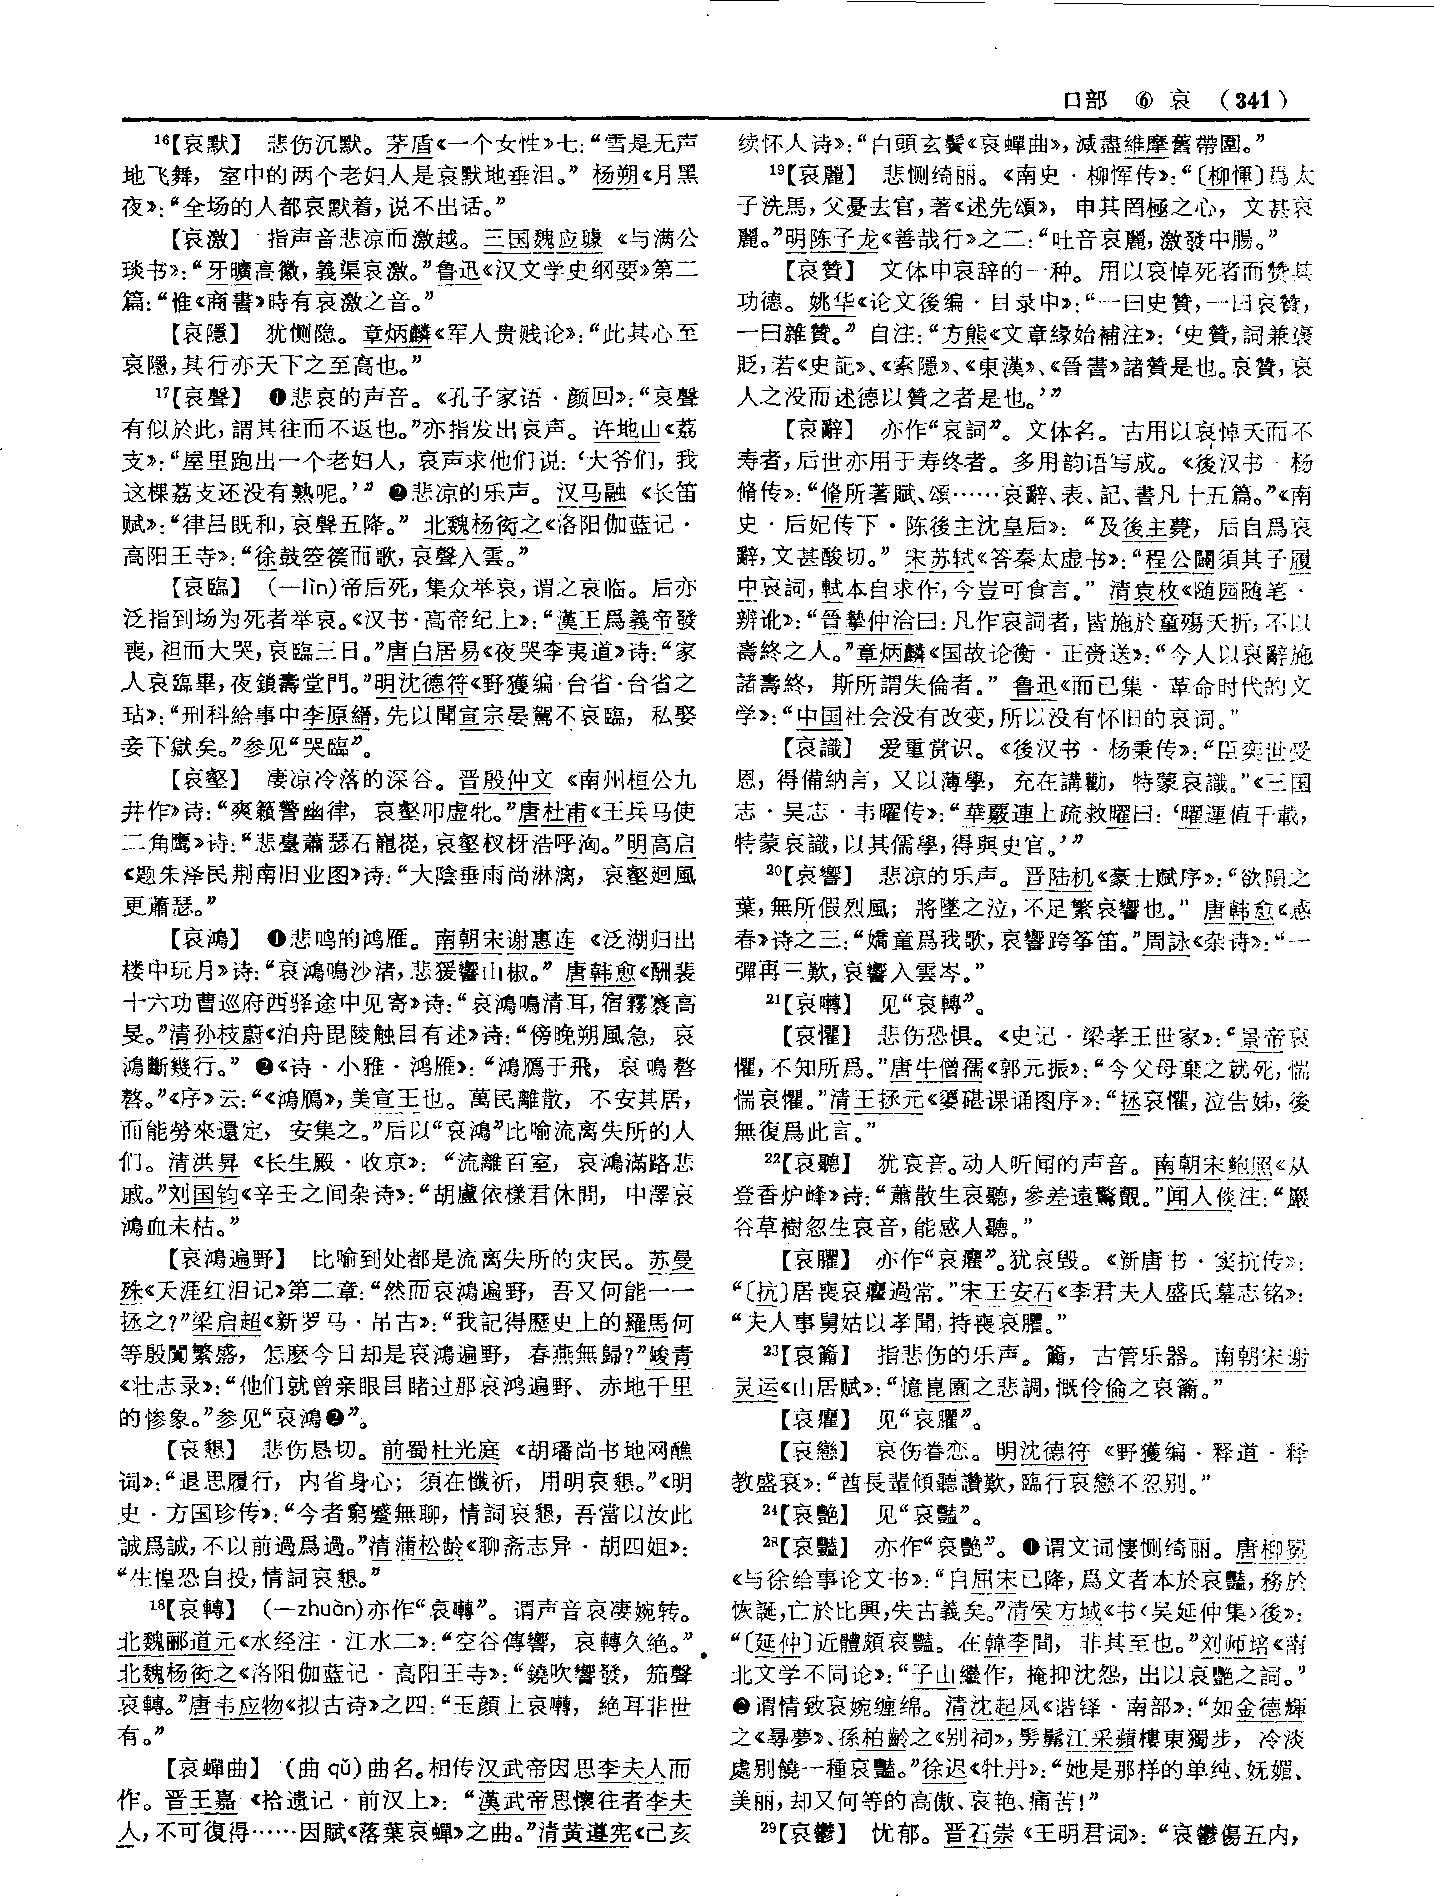 口部 ⑥ 哀 (341)
16【哀默】 悲伤沉默。茅盾《一个女性》七:“雪是无声
地飞舞，室中的两个老妇人是哀默地垂泪。”杨朔《月黑
夜》:“全场的人都哀默着,说不出话。”
【哀激】 指声音悲凉而激越。三国魏应璩《与满公
琰书》:“牙曠高徽,義渠哀激。”鲁迅《汉文学史纲要》第二
篇:“惟《商書》時有哀激之音。”
【哀隱】 犹恻隐。章炳麟《军人贵贱论》:“此其心至
哀隱,其行亦天下之至高也。”
17【哀聲】 ❶悲哀的声音。《孔子家语·颜回》:“哀聲
有似於此,謂其往而不返也。”亦指发出哀声。许地山《荔
支》:“屋里跑出一个老妇人，哀声求他们说:‘大爷们，我
这棵荔支还没有熟呢。’”❷悲凉的乐声。汉马融《长笛
赋》:“律吕既和,哀聲五降。”北魏杨衒之《洛阳伽蓝记·
高阳王寺》:“徐鼓箜篌而歌,哀聲入雲。”
【哀臨】 (—lìn)帝后死,集众举哀,谓之哀临。后亦
泛指到场为死者举哀。《汉书·高帝纪上》:“漢王爲義帝發
喪,袒而大哭,哀臨三日。”唐白居易《夜哭李夷道》诗:“家
人哀臨畢,夜鎖壽堂門。”明沈德符《野獲编·台省·台省之
玷》:“刑科給事中李原縉,先以聞宣宗晏駕不哀臨，私娶
妾下獄矣。”参见“哭臨”。
【哀壑】 凄凉冷落的深谷。晋殷仲文《南州桓公九
井作》诗:“爽籟警幽律，哀壑叩虚牝。”唐杜甫《王兵马使
二角鹰》诗:“悲臺蕭瑟石巃嵸,哀壑杈枒浩呼洶。”明高启
《题朱泽民荆南旧业图》诗:“大陰垂雨尚淋漓，哀壑迴風
更蕭瑟。”
【哀鴻】 ❶悲鸣的鸿雁。南朝宋谢惠连《泛湖归出
楼中玩月》诗:“哀鴻鳴沙渚,悲猨響山椒。”唐韩愈《酬裴
十六功曹巡府西驿途中见寄》诗:“哀鴻鳴清耳,宿霧褰高
旻。”清孙枝蔚《泊舟毘陵触目有述》诗:“傍晚朔風急，哀
鴻斷幾行。”❷《诗·小雅·鸿雁》:“鴻鴈于飛，哀鳴嗸
嗸。”《序》云:“《鴻鴈》,美宣王也。萬民離散，不安其居,
而能勞來還定，安集之。”后以“哀鴻”比喻流离失所的人
们。清洪昇《长生殿·收京》:“流離百室，哀鴻滿路悲
戚。”刘国钧《辛壬之间杂诗》:“胡盧依樣君休問，中澤哀
鴻血未枯。”
【哀鴻遍野】 比喻到处都是流离失所的灾民。苏曼
殊《天涯红泪记》第二章:“然而哀鴻遍野，吾又何能一一
拯之?”梁启超《新罗马·吊古》:“我記得歷史上的羅馬何
等殷闐繁盛，怎麽今日却是哀鴻遍野，春燕無歸?”峻青
《壮志录》:“他们就曾亲眼目睹过那哀鸿遍野、赤地千里
的惨象。”参见“哀鴻❷”。
【哀懇】 悲伤恳切。前蜀杜光庭《胡璠尚书地网醮
词》:“退思履行，内省身心；須在懺祈，用明哀懇。”《明
史·方国珍传》:“今者窮蹙無聊,情詞哀懇,吾當以汝此
誠爲誠,不以前過爲過。”清蒲松龄《聊斋志异·胡四姐》:
“生惶恐自投,情詞哀懇。”
18【哀轉】 (—zhuǎn)亦作“哀囀”。谓声音哀凄婉转。
北魏郦道元《水经注·江水二》:“空谷傳響，哀轉久绝。”
北魏杨衒之《洛阳伽蓝记·高阳王寺》:“鐃吹響發，笳聲
哀轉。”唐韦应物《拟古诗》之四:“玉顔上哀囀，絶耳非世
有。”
【哀蟬曲】 (曲 qǔ)曲名。相传汉武帝因思李夫人而
作。晋王嘉《拾遗记·前汉上》:“漢武帝思懷往者李夫
人,不可復得……因賦《落葉哀蟬》之曲。”清黄遵宪《己亥
续怀人诗》:“白頭玄鬢《哀蟬曲》,減盡維摩舊帶圍。”
19【哀麗】 悲恻绮丽。《南史·柳恽传》:“〔柳惲〕爲太
子洗馬,父憂去官,著《述先頌》，申其罔極之心，文甚哀
麗。”明陈子龙《善哉行》之二:“吐音哀麗,激發中腸。”
【哀贊】 文体中哀辞的一种。用以哀悼死者而赞其
功德。姚华《论文後编·目录中》:“一曰史贊,一曰哀贊,
一曰雜贊。”自注:“方熊《文章缘始補注》:‘史贊,詞兼褒
貶,若《史記》、《索隱》、《東漢》、《晉書》諸贊是也。哀贊,哀
人之没而述德以贊之者是也。’”
【哀辭】 亦作“哀詞”。文体名。古用以哀悼夭而不
寿者,后世亦用于寿终者。多用韵语写成。《後汉书·杨
脩传》:“脩所著賦、頌……哀辭、表、記、書凡十五篇。”《南
史·后妃传下·陈後主沈皇后》:“及後主薨，后自爲哀
辭,文甚酸切。”宋苏轼《答秦太虚书》:“程公闢須其子履
中哀詞,軾本自求作,今豈可食言。”清袁枚《随园随笔·
辨讹》:“晉摯仲洽曰:凡作哀詞者,皆施於童殤夭折,不以
壽終之人。”章炳麟《国故论衡·正赍送》:“今人以哀辭施
諸壽終，斯所謂失倫者。”鲁迅《而已集·革命时代的文
学》:“中国社会没有改变,所以没有怀旧的哀词。”
【哀識】 爱重赏识。《後汉书·杨秉传》:“臣奕世受
恩，得備納言，又以薄學，充在講勸，特蒙哀識。”《三国
志·吴志·韦曜传》:“華覈連上疏救曜曰:‘曜運值千載,
特蒙哀識,以其儒學,得與史官。’”
20【哀響】 悲凉的乐声。晋陆机《豪士赋序》:“欲隕之
葉,無所假烈風；將墜之泣,不足繁哀響也。”唐韩愈《感
春》诗之三:“嬌童爲我歌,哀響跨筝笛。”周詠《杂诗》:“一
彈再三歎,哀響入雲岑。”
21【哀囀】 见“哀轉”。
【哀懼】 悲伤恐惧。《史记·梁孝王世家》:“景帝哀
懼,不知所爲。”唐牛僧孺《郭元振》:“今父母棄之就死,惴
惴哀懼。”清王拯元《媭碪课诵图序》:“拯哀懼,泣告姊,後
無復爲此言。”
22【哀聽】 犹哀音。动人听闻的声音。南朝宋鲍照《从
登香炉峰》诗:“蕭散生哀聽,參差遠驚覿。”闻人倓注:“巖
谷草樹忽生哀音,能感人聽。”
【哀臞】 亦作“哀癯”。犹哀毁。《新唐书·窦抗传》:
“〔抗〕居喪哀癯過常。”宋王安石《李君夫人盛氏墓志铭》:
“夫人事舅姑以孝聞,持喪哀臞。”
23【哀籥】 指悲伤的乐声。籥，古管乐器。南朝宋谢
灵运《山居赋》:“憶崑園之悲調,慨伶倫之哀籥。”
【哀癯】 见“哀臞”。
【哀戀】 哀伤眷恋。明沈德符《野獲编·释道·释
教盛衰》:“酋長輩傾聽讚歎,臨行哀戀不忍别。”
24【哀艷】 见“哀豔”。
28【哀豔】 亦作“哀艷”。❶谓文词悽恻绮丽。唐柳冕
《与徐给事论文书》:“自屈宋已降,爲文者本於哀豔,務於
恢誕,亡於比興,失古義矣。”清侯方域《书〈吴延仲集〉後》:
“〔延仲〕近體頗哀豔。在韓李間，非其至也。”刘师培《南
北文学不同论》:“子山繼作，掩抑沈怨，出以哀艷之詞。”
❷谓情致哀婉缠绵。清沈起凤《谐铎·南部》:“如金德輝
之《尋夢》、孫柏齡之《别祠》,髣髴江采蘋樓東獨步，冷淡
處别饒一種哀豔。”徐迟《牡丹》:“她是那样的单纯、妩媚、
美丽,却又何等的高傲、哀艳、痛苦!”
29【哀鬱】 忧郁。晋石崇《王明君词》:“哀鬱傷五内,